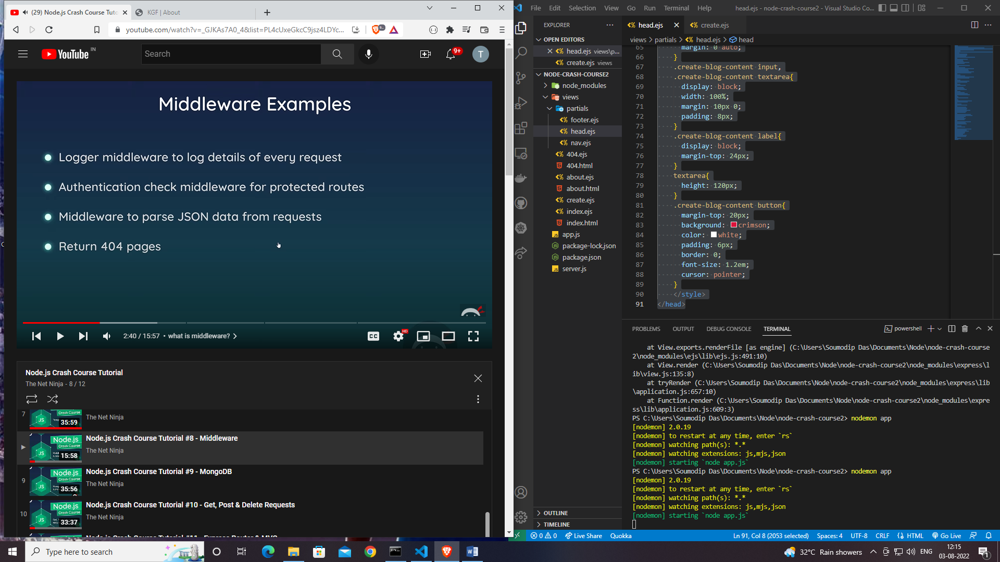 (29) Node.js Crash Course Tuto
KGF | About
youtube.com/watch?v=_GJKAs7A0_4&list=PL4cUxeGkcC9jsz4LDYc...
YouTube IN
Search
9+
T
Middleware Examples
Logger middleware to log details of every request
Authentication check middleware for protected routes
Middleware to parse JSON data from requests
Return 404 pages
2:40 / 15:57 • what is middleware?
CC
HD
Node.js Crash Course Tutorial
The Net Ninja - 8 / 12
7
35:59
The Net Ninja
Node.js Crash Course Tutorial #8 - Middleware
The Net Ninja
15:58
9
Node.js Crash Course Tutorial #9 - MongoDB
The Net Ninja
35:56
10
Node.js Crash Course Tutorial #10 - Get, Post & Delete Requests
The Net Ninja
33:37
File Edit Selection View Go Run Terminal Help
head.ejs - node-crash-course2 - Visual Studio Co...
EXPLORER
OPEN EDITORS
head.ejs views\p...
create.ejs views
NODE-CRASH-COURSE2
node_modules
views
partials
footer.ejs
head.ejs
nav.ejs
404.ejs
404.html
about.ejs
about.html
create.ejs
index.ejs
index.html
app.js
package-lock.json
package.json
server.js
OUTLINE
TIMELINE
head.ejs
create.ejs
views > partials > head.ejs > head
65 margin: 0 auto;
66 }
67 .create-blog-content input,
68 .create-blog-content textarea{
69 display: block;
70 width: 100%;
71 margin: 10px 0;
72 padding: 8px;
73 }
74 .create-blog-content label{
75 display: block;
76 margin-top: 24px;
77 }
78 textarea{
79 height: 120px;
80 }
81 .create-blog-content button{
82 margin-top: 20px;
83 background: crimson;
84 color: white;
85 padding: 6px;
86 border: 0;
87 font-size: 1.2em;
88 cursor: pointer;
89 }
90 </style>
91 </head>
PROBLEMS OUTPUT DEBUG CONSOLE TERMINAL
powershell
at View.exports.renderFile [as engine] (C:\Users\Soumodip Das\Documents\Node\node-crash-course
2\node_modules\ejs\lib\ejs.js:491:10)
at View.render (C:\Users\Soumodip Das\Documents\Node\node-crash-course2\node_modules\express\l
ib\view.js:135:8)
at tryRender (C:\Users\Soumodip Das\Documents\Node\node-crash-course2\node_modules\express\lib
\application.js:657:10)
at Function.render (C:\Users\Soumodip Das\Documents\Node\node-crash-course2\node_modules\expre
ss\lib\application.js:609:3)
PS C:\Users\Soumodip Das\Documents\Node\node-crash-course2> nodemon app
[nodemon] 2.0.19
[nodemon] to restart at any time, enter `rs`
[nodemon] watching path(s): *.*
[nodemon] watching extensions: js,mjs,json
[nodemon] starting `node app.js`
PS C:\Users\Soumodip Das\Documents\Node\node-crash-course2> nodemon app
[nodemon] 2.0.19
[nodemon] to restart at any time, enter `rs`
[nodemon] watching path(s): *.*
[nodemon] watching extensions: js,mjs,json
[nodemon] starting `node app.js`
0 0 Live Share Quokka
Ln 91, Col 8 (2053 selected) Spaces: 4 UTF-8 CRLF HTML Go Live
Type here to search
32°C Rain showers
ENG
12:15
03-08-2022
1